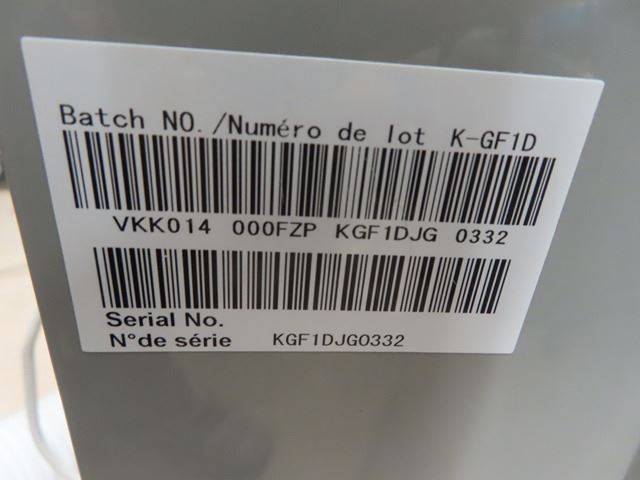 Batch NO./Numéro de lot K-GF1D
VKK014 000FZP KGF1DJG 0332
Serial No.
N°de série KGF1DJG0332